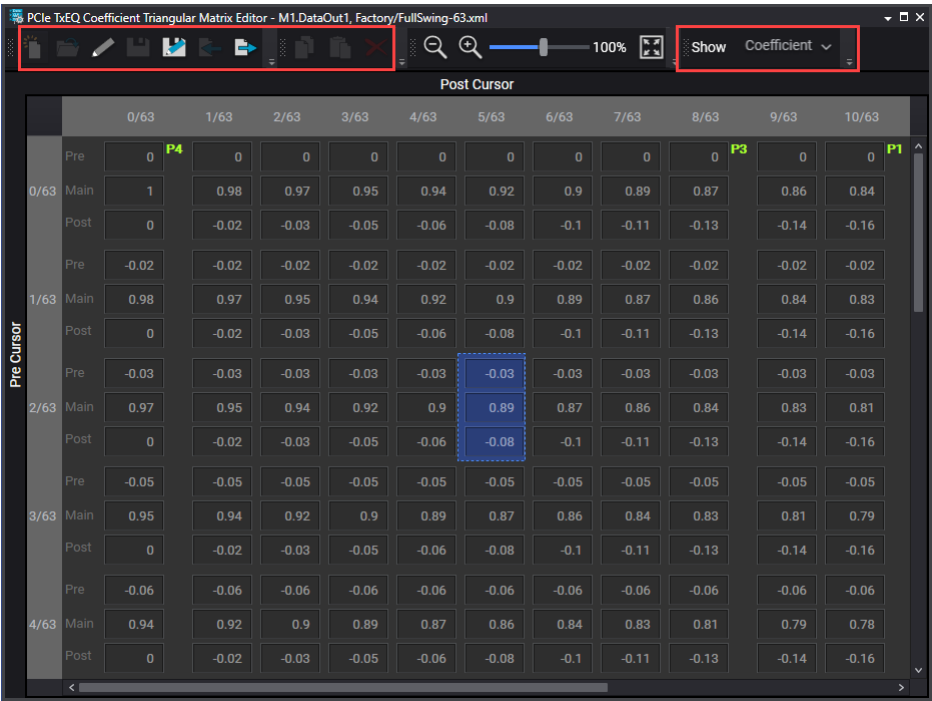 PCIe TxEQ Coefficient Triangular Matrix Editor - M1.DataOut1, Factory/FullSwing-63.xml
100% Show Coefficient
Post Cursor
0/63 1/63 2/63 3/63 4/63 5/63 6/63 7/63 8/63 9/63 10/63
Pre Cursor
0/63
Pre 0 P4 0 0 0 0 0 0 0 0 P3 0 0 P1
Main 1 0.98 0.97 0.95 0.94 0.92 0.9 0.89 0.87 0.86 0.84
Post 0 -0.02 -0.03 -0.05 -0.06 -0.08 -0.1 -0.11 -0.13 -0.14 -0.16
1/63
Pre -0.02 -0.02 -0.02 -0.02 -0.02 -0.02 -0.02 -0.02 -0.02 -0.02 -0.02
Main 0.98 0.97 0.95 0.94 0.92 0.9 0.89 0.87 0.86 0.84 0.83
Post 0 -0.02 -0.03 -0.05 -0.06 -0.08 -0.1 -0.11 -0.13 -0.14 -0.16
2/63
Pre -0.03 -0.03 -0.03 -0.03 -0.03 -0.03 -0.03 -0.03 -0.03 -0.03 -0.03
Main 0.97 0.95 0.94 0.92 0.9 0.89 0.87 0.86 0.84 0.83 0.81
Post 0 -0.02 -0.03 -0.05 -0.06 -0.08 -0.1 -0.11 -0.13 -0.14 -0.16
3/63
Pre -0.05 -0.05 -0.05 -0.05 -0.05 -0.05 -0.05 -0.05 -0.05 -0.05 -0.05
Main 0.95 0.94 0.92 0.9 0.89 0.87 0.86 0.84 0.83 0.81 0.79
Post 0 -0.02 -0.03 -0.05 -0.06 -0.08 -0.1 -0.11 -0.13 -0.14 -0.16
4/63
Pre -0.06 -0.06 -0.06 -0.06 -0.06 -0.06 -0.06 -0.06 -0.06 -0.06 -0.06
Main 0.94 0.92 0.9 0.89 0.87 0.86 0.84 0.83 0.81 0.79 0.78
Post 0 -0.02 -0.03 -0.05 -0.06 -0.08 -0.1 -0.11 -0.13 -0.14 -0.16